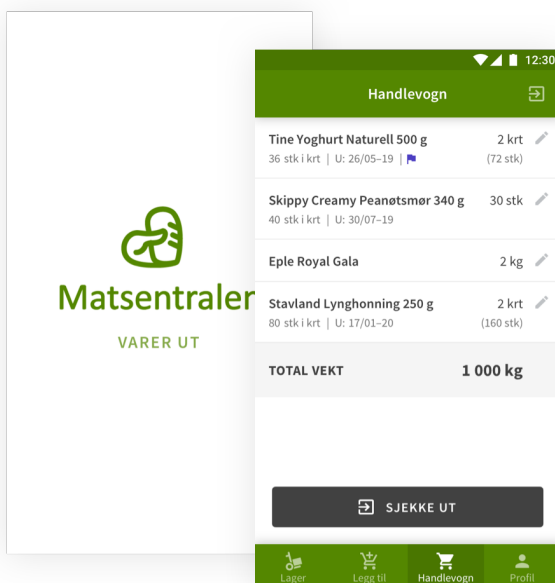 Matsentralen
VARER UT
12:30
Handlevogn
Tine Yoghurt Naturell 500 g 2 krt
36 stk i krt | U: 26/05–19 | (72 stk)
Skippy Creamy Peanøtsmør 340 g 30 stk
40 stk i krt | U: 30/07–19
Eple Royal Gala 2 kg
Stavland Lynghonning 250 g 2 krt
80 stk i krt | U: 17/01–20 (160 stk)
TOTAL VEKT 1 000 kg
SJEKKE UT
Lager Legg til Handlevogn Profil